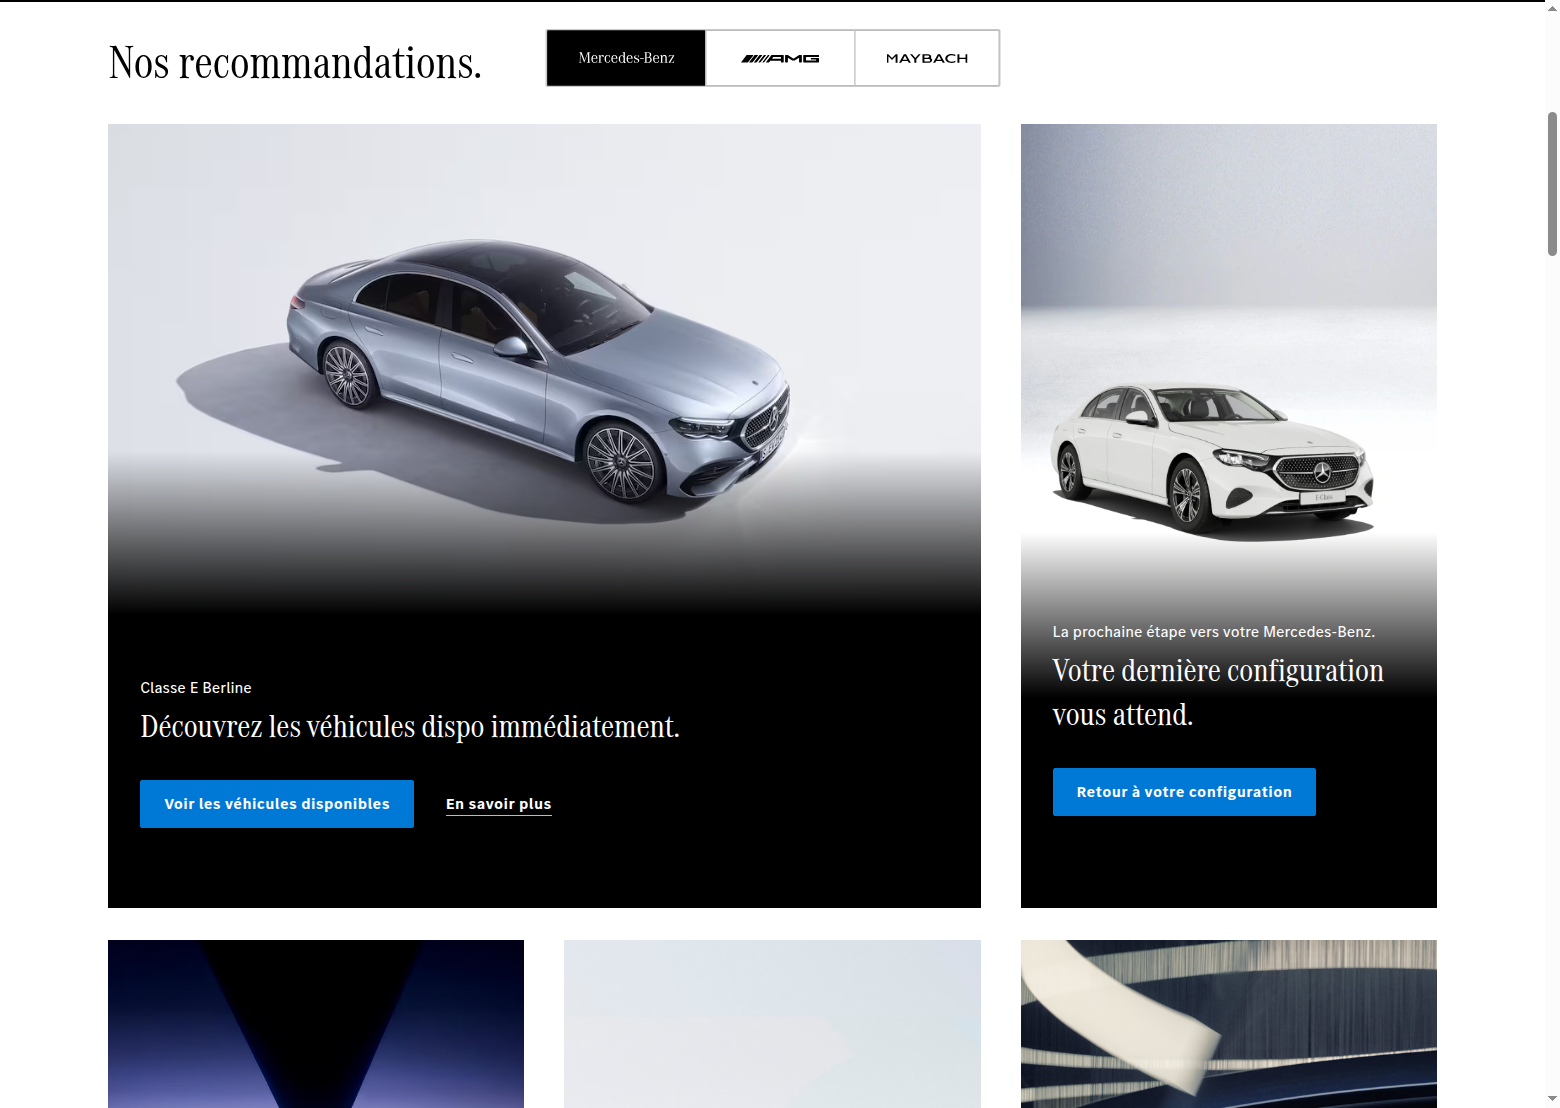 Nos recommandations.
Mercedes-Benz
AMG
MAYBACH
Classe E Berline
Découvrez les véhicules dispo immédiatement.
Voir les véhicules disponibles
En savoir plus
E-Class
La prochaine étape vers votre Mercedes-Benz.
Votre dernière configuration
vous attend.
Retour à votre configuration